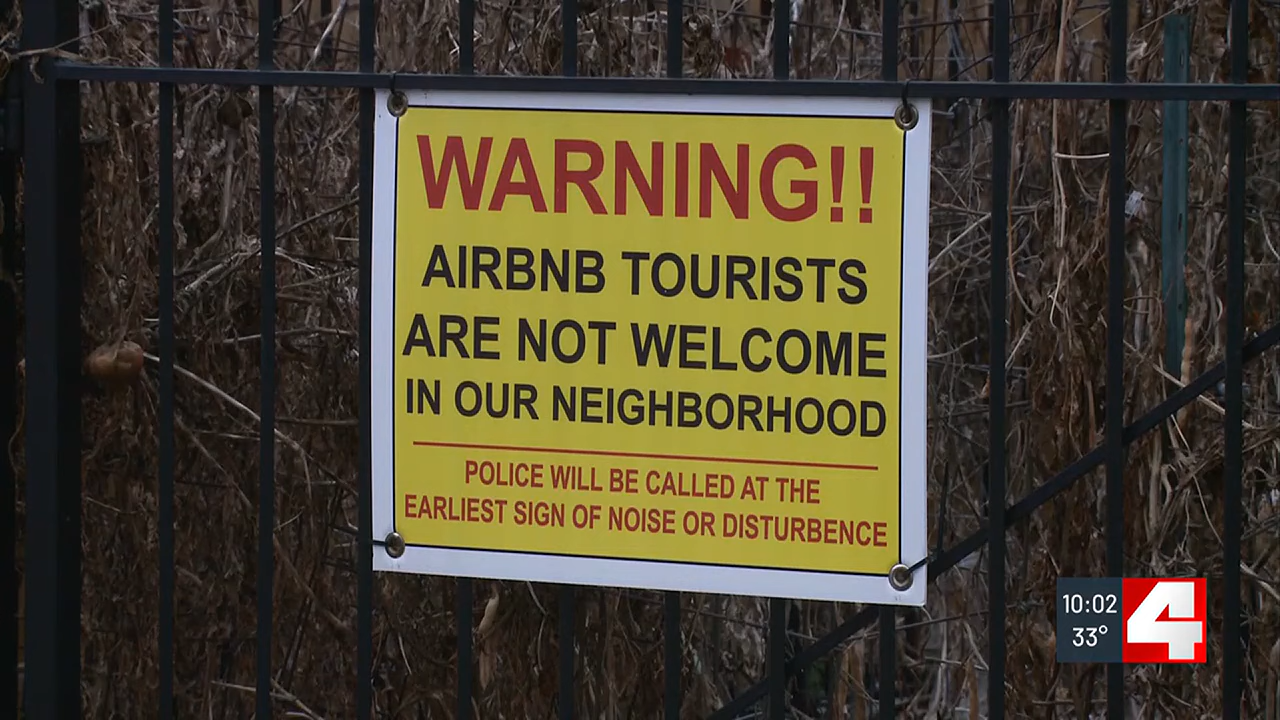 WARNING!!
AIRBNB TOURISTS
ARE NOT WELCOME
IN OUR NEIGHBORHOOD
POLICE WILL BE CALLED AT THE
EARLIEST SIGN OF NOISE OR DISTURBENCE
10:02
33°
4